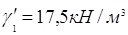 γ′₁ = 17,5кН / м³